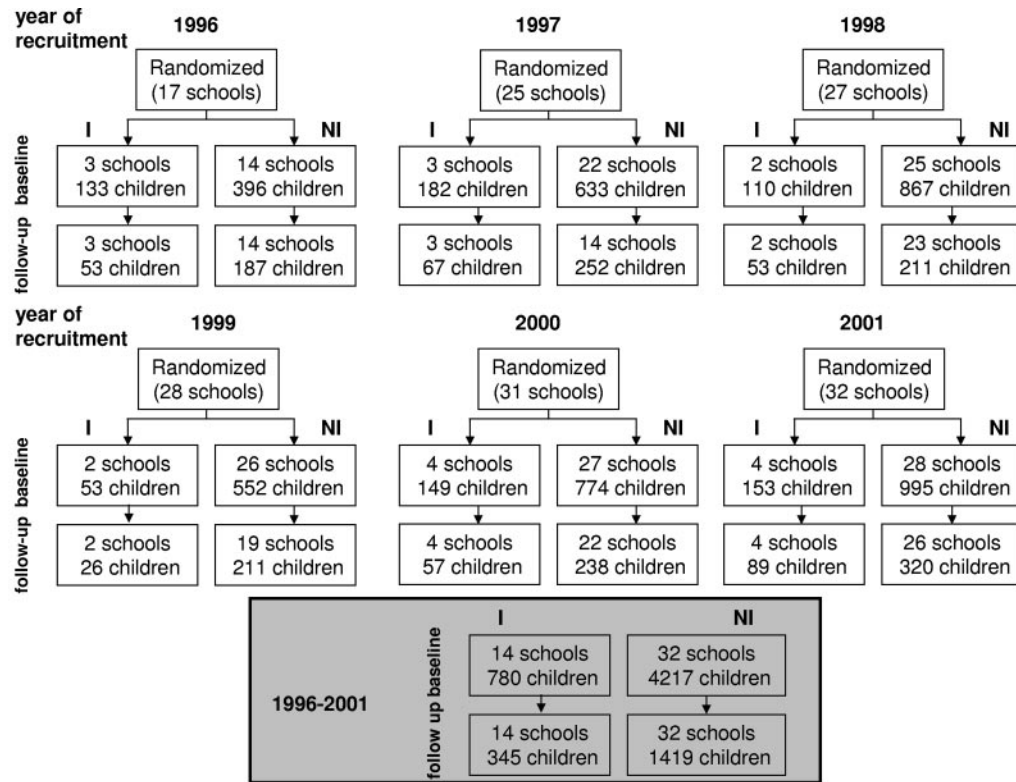 year of
recruitment
1996
1997
1998
Randomized
(17 schools)
Randomized
(25 schools)
Randomized
(27 schools)
I
NI
I
NI
I
NI
baseline
3 schools
133 children
14 schools
396 children
3 schools
182 children
22 schools
633 children
2 schools
110 children
25 schools
867 children
follow-up
3 schools
53 children
14 schools
187 children
3 schools
67 children
14 schools
252 children
2 schools
53 children
23 schools
211 children
year of
recruitment
1999
2000
2001
Randomized
(28 schools)
Randomized
(31 schools)
Randomized
(32 schools)
I
NI
I
NI
I
NI
baseline
2 schools
53 children
26 schools
552 children
4 schools
149 children
27 schools
774 children
4 schools
153 children
28 schools
995 children
follow-up
2 schools
26 children
19 schools
211 children
4 schools
57 children
22 schools
238 children
4 schools
89 children
26 schools
320 children
1996-2001
I
NI
follow up baseline
14 schools
780 children
32 schools
4217 children
14 schools
345 children
32 schools
1419 children